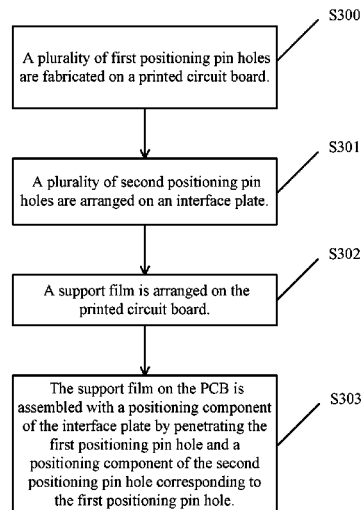 S300
A plurality of first positioning pin holes
are fabricated on a printed circuit board.
S301
A plurality of second positioning pin
holes are arranged on an interface plate.
S302
A support film is arranged on the
printed circuit board.
S303
The support film on the PCB is
assembled with a positioning component
of the interface plate by penetrating the
first positioning pin hole and a
positioning component of the second
positioning pin hole corresponding to
the first positioning pin hole.